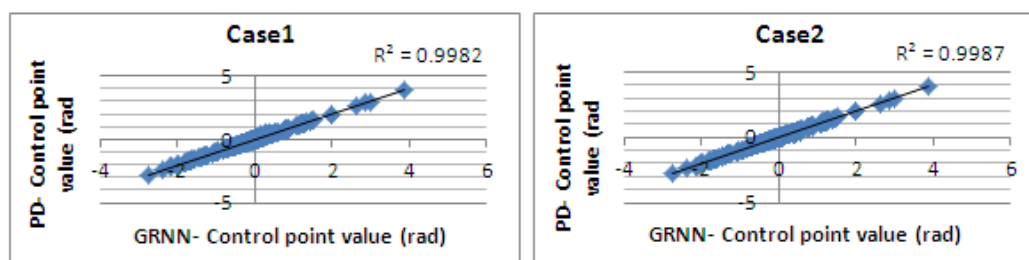 Case1
R² = 0.9982
PD- Control point
value (rad
5
0
-5
-4
-2
0
2
4
6
GRNN- Control point value (rad)
Case2
R² = 0.9987
PD- Control point
value (rad
5
0
-5
-4
-2
0
2
4
6
GRNN- Control point value (rad)